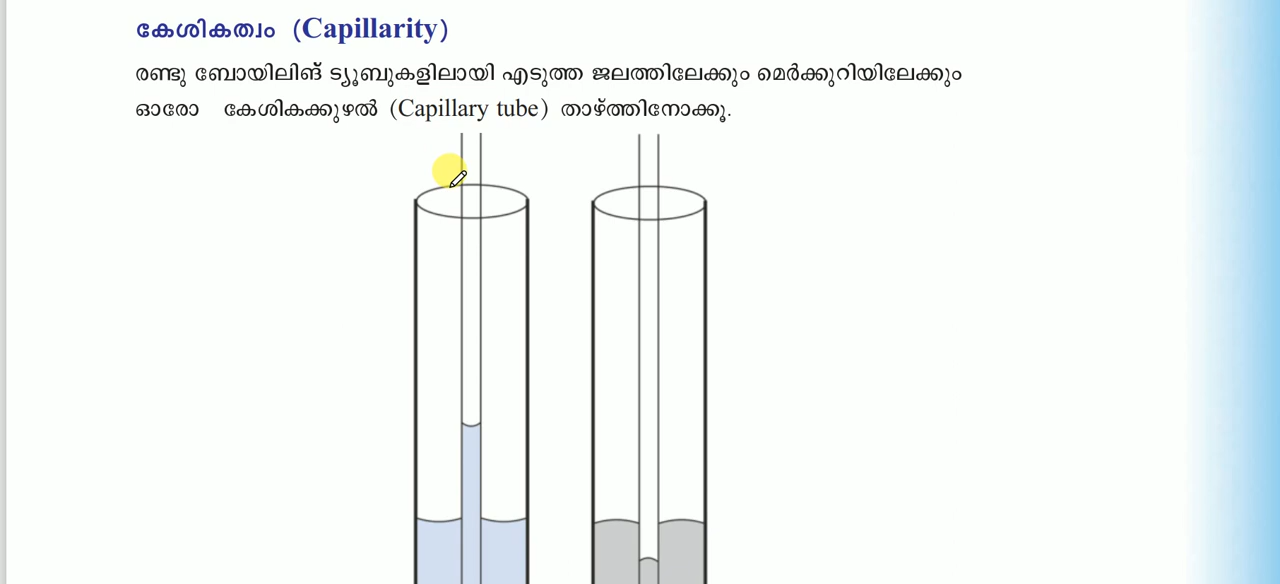 കേശികത്വം (Capillarity)
രണ്ടു ബോയിലിങ് ട്യൂബുകളിലായി എടുത്ത ജലത്തിലേക്കും മെർക്കുറിയിലേക്കും
ഓരോ കേശികക്കുഴൽ (Capillary tube) താഴ്ത്തിനോക്കൂ.